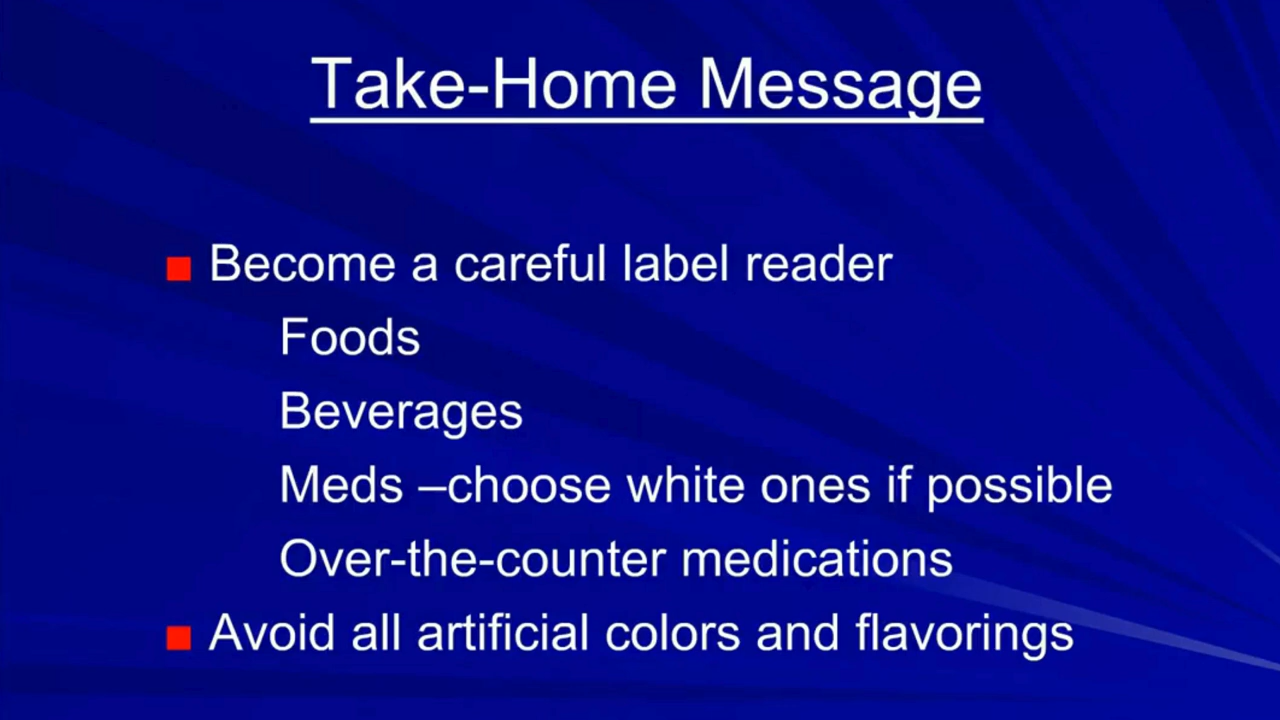 Take-Home Message
Become a careful label reader
Foods
Beverages
Meds –choose white ones if possible
Over-the-counter medications
Avoid all artificial colors and flavorings